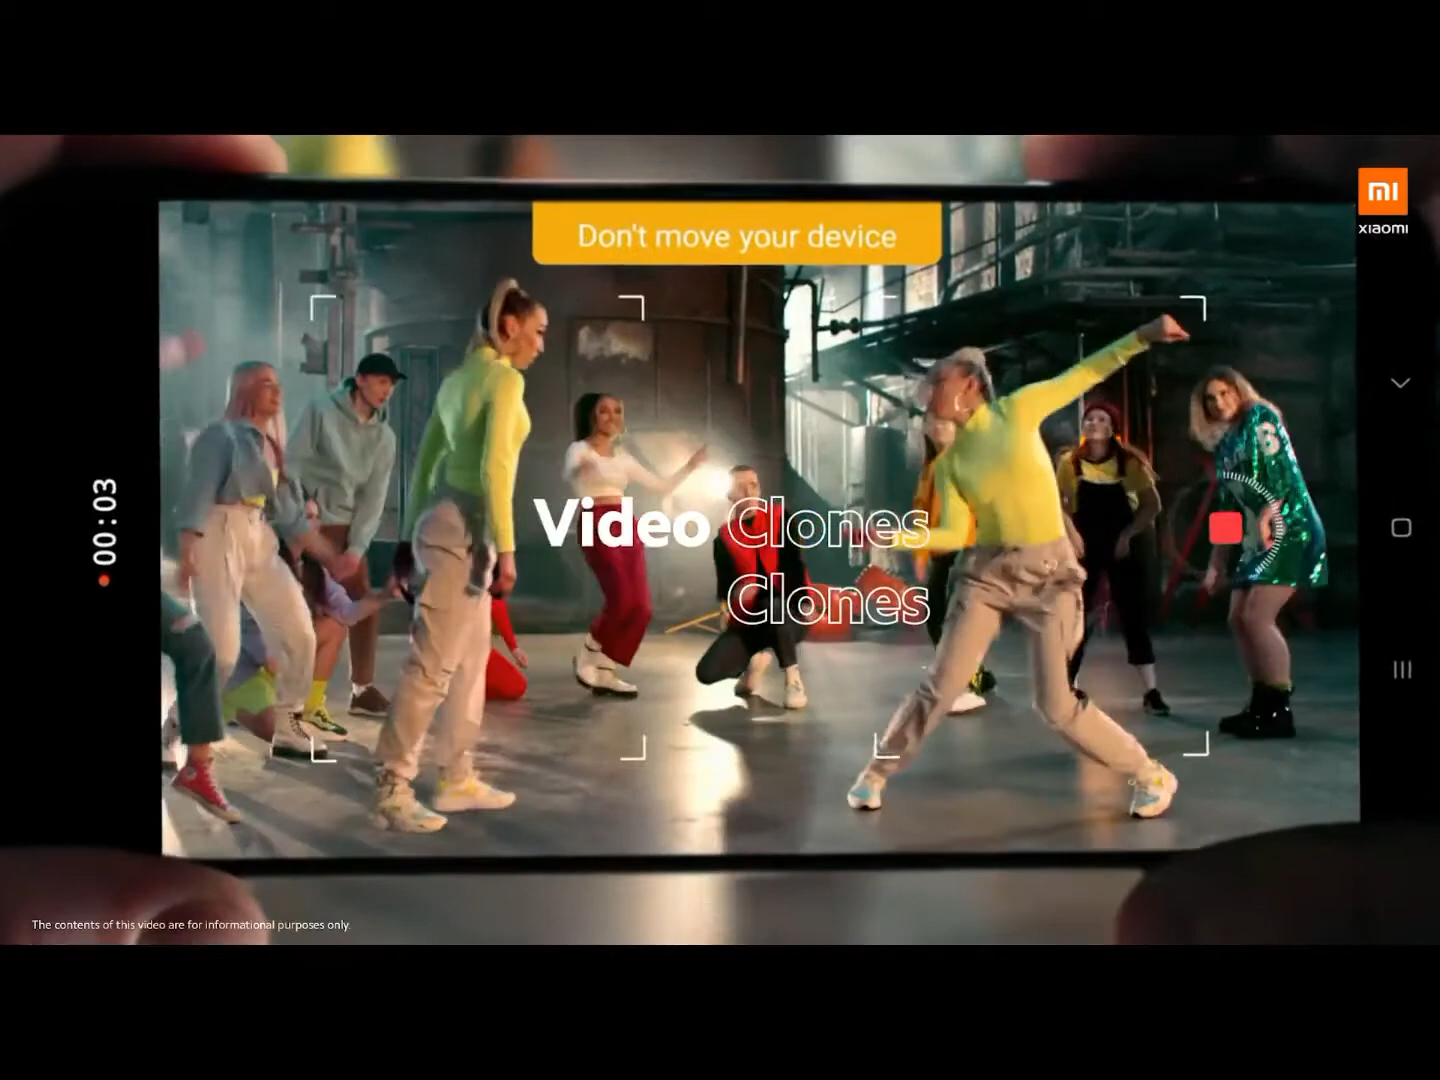 mi
xiaomi
Don't move your device
00:03
Video Clones
Clones
The contents of this video are for informational purposes only.